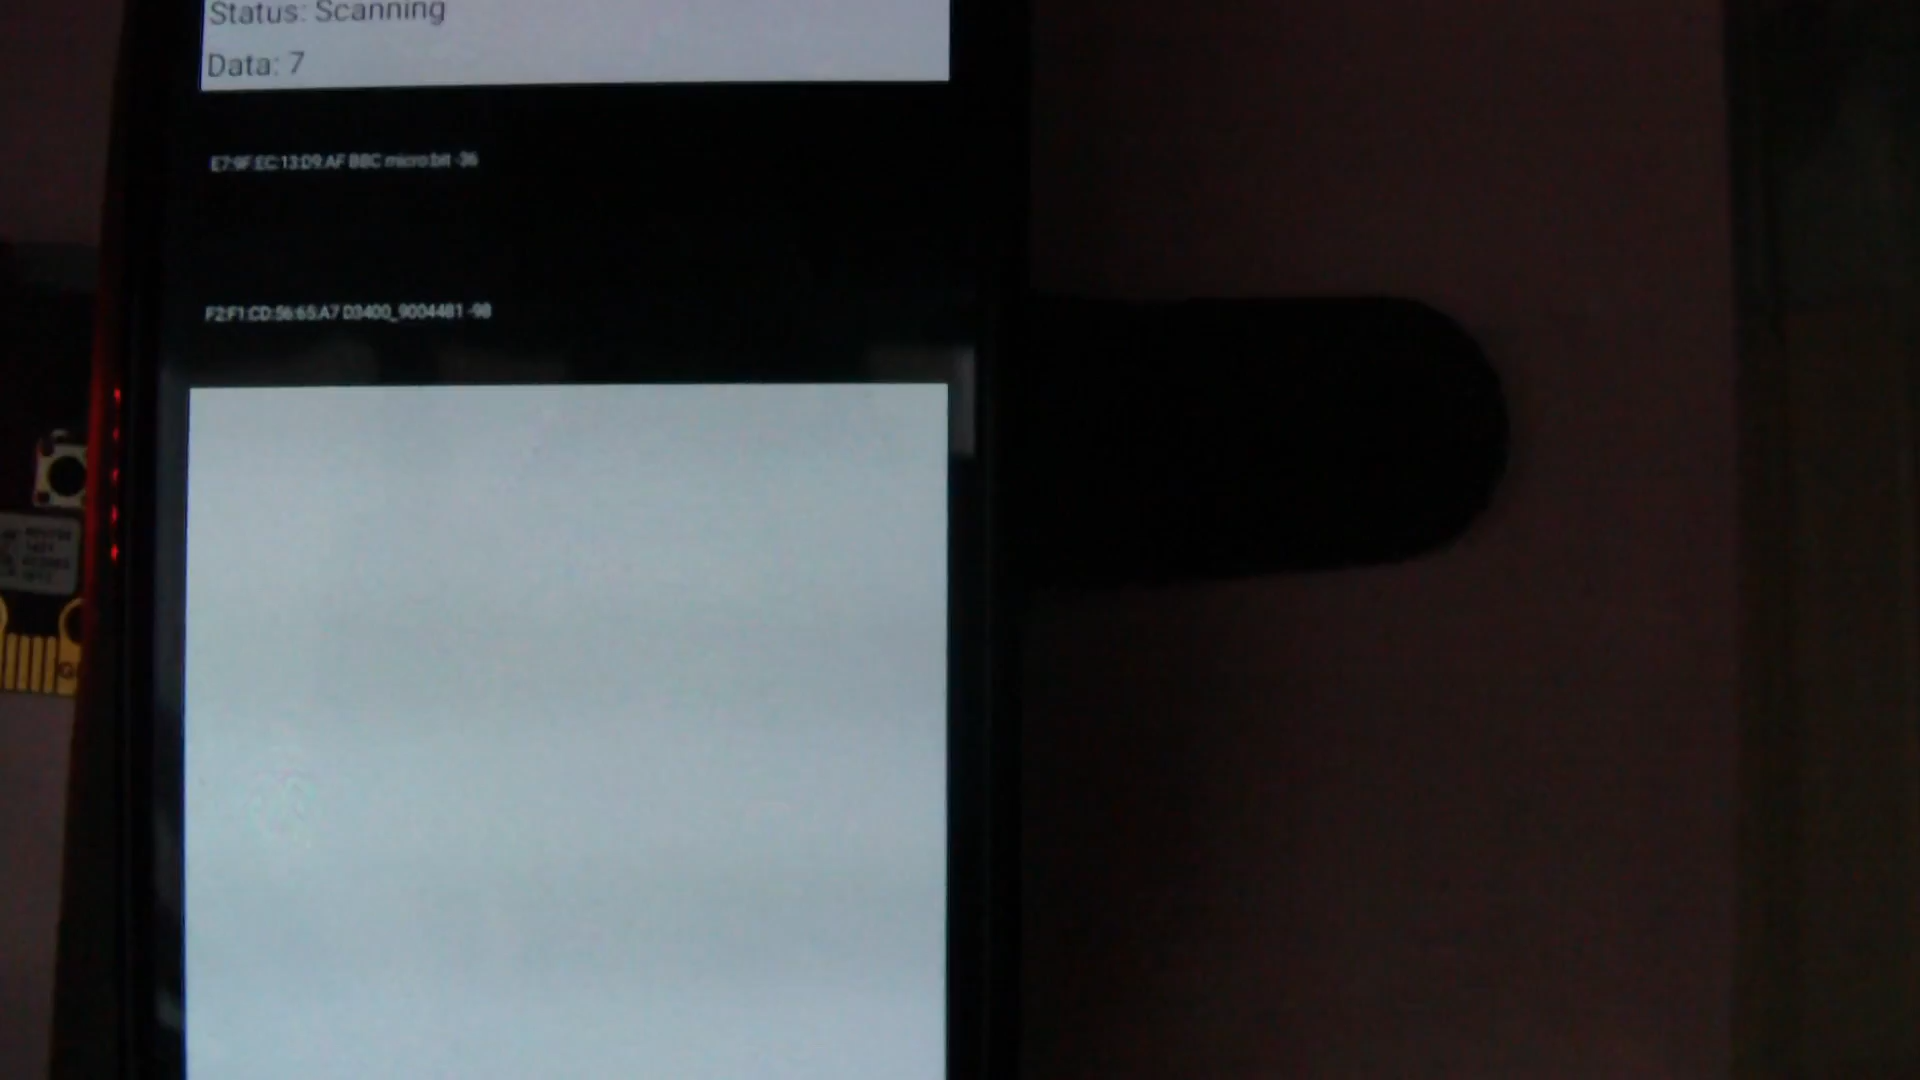 Status: Scanning
Data: 7
E7:9F:EC:13:D9:AF BBC micro:bit -36
F2:F1:CD:56:65:A7 D3400_9004481 -98